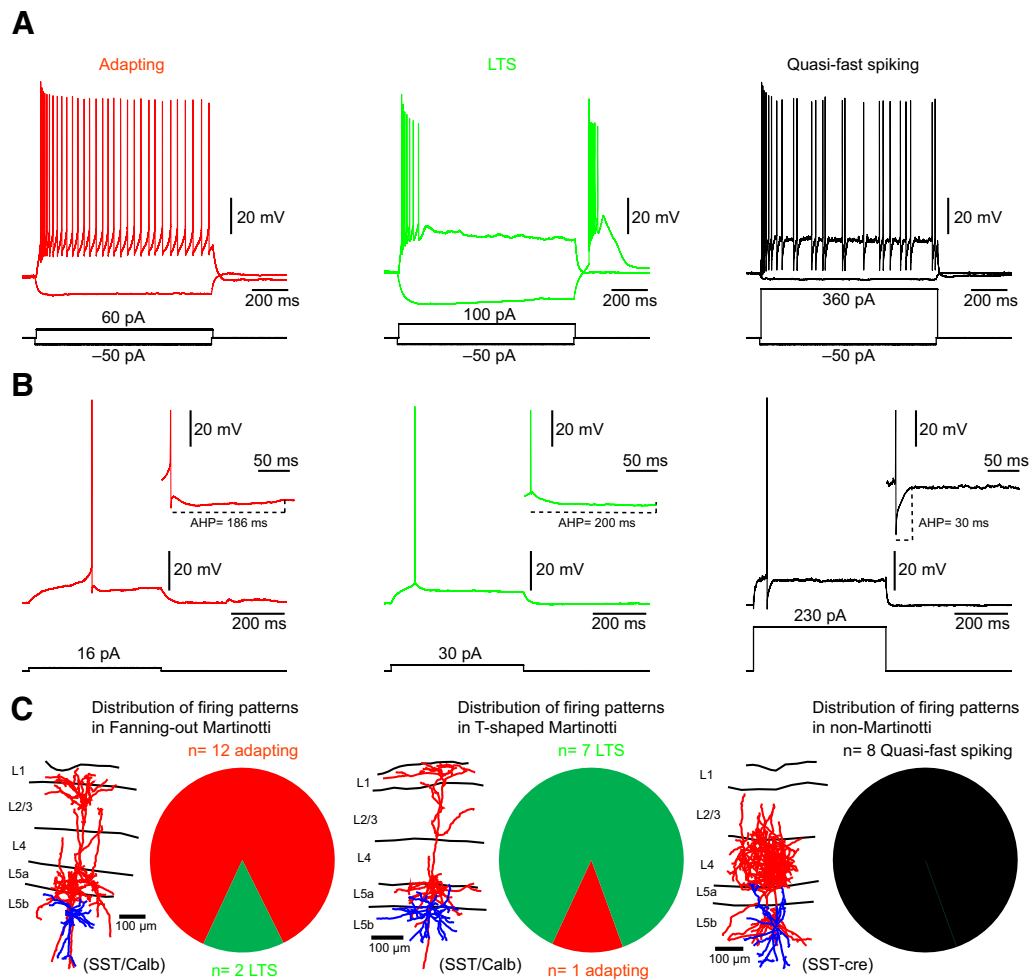 A
Adapting
LTS
Quasi-fast spiking
20 mV
20 mV
20 mV
200 ms
200 ms
200 ms
60 pA
100 pA
360 pA
–50 pA
–50 pA
–50 pA
B
20 mV
20 mV
20 mV
50 ms
50 ms
50 ms
AHP= 186 ms
AHP= 200 ms
AHP= 30 ms
20 mV
20 mV
20 mV
200 ms
200 ms
200 ms
16 pA
30 pA
230 pA
C
Distribution of firing patterns
in Fanning-out Martinotti
n= 12 adapting
L1
L2/3
L4
L5a
L5b
100 µm
(SST/Calb)
n= 2 LTS
Distribution of firing patterns
in T-shaped Martinotti
n= 7 LTS
L1
L2/3
L4
L5a
L5b
100 µm
(SST/Calb)
n= 1 adapting
Distribution of firing patterns
in non-Martinotti
n= 8 Quasi-fast spiking
L1
L2/3
L4
L5a
L5b
100 µm
(SST-cre)